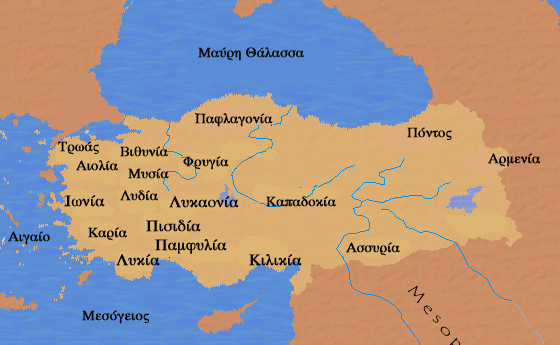 Μαύρη Θάλασσα
Παφλαγονία
Πόντος
Τρωάς
Βιθυνία
Αρμενία
Αιολία
Φρυγία
Μυσία
Ιωνία
Λυδία
Λυκαονία
Καπαδοκία
Αιγαίο
Καρία
Πισιδία
Παμφυλία
Ασσυρία
Λυκία
Κιλικία
Μεσόγειος
Mesop